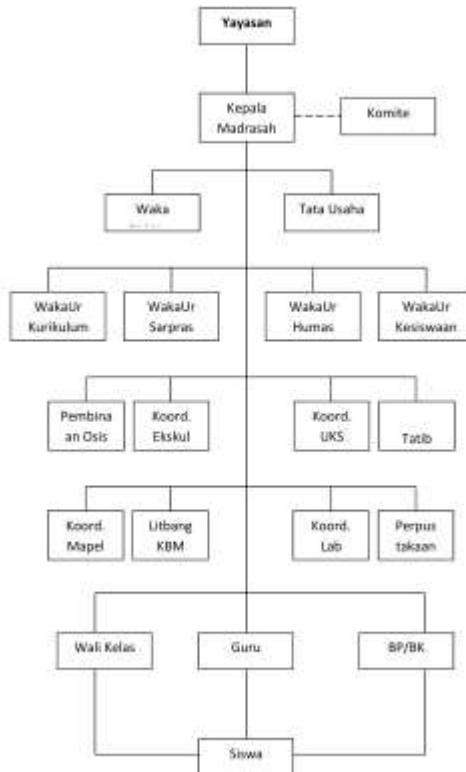 Yayasan
Kepala
Madrasah
Komite
Waka
Tata Usaha
WakaUr
Kurikulum
WakaUr
Sarpras
WakaUr
Humas
WakaUr
Kesiswaan
Pembina
an Osis
Koord.
Ekskul
Koord.
UKS
Tatib
Koord.
Mapel
Litbang
KBM
Koord.
Lab
Perpus
takaan
Wali Kelas
Guru
BP/BK
Siswa